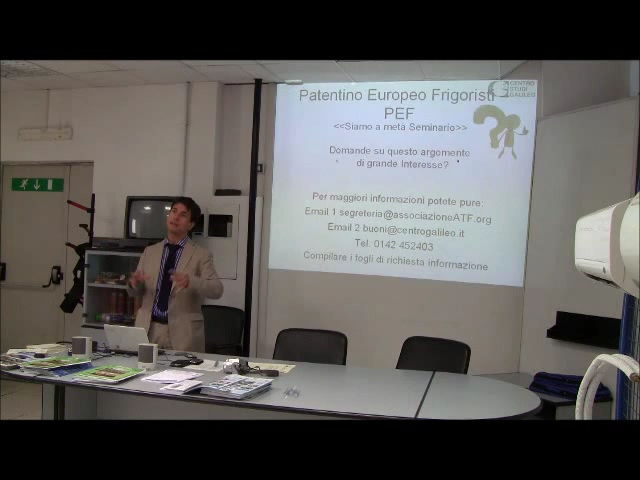 CENTRO
STUDI
GALILEO
Patentino Europeo Frigoristi
PEF
<<Siamo a metà Seminario>>
Domande su questo argomento
di grande interesse?
Per maggiori informazioni potete pure:
Email 1 segreteria@associazioneATF.org
Email 2 buoni@centrogalileo.it
Tel. 0142 452403
Compilare i fogli di richiesta informazione